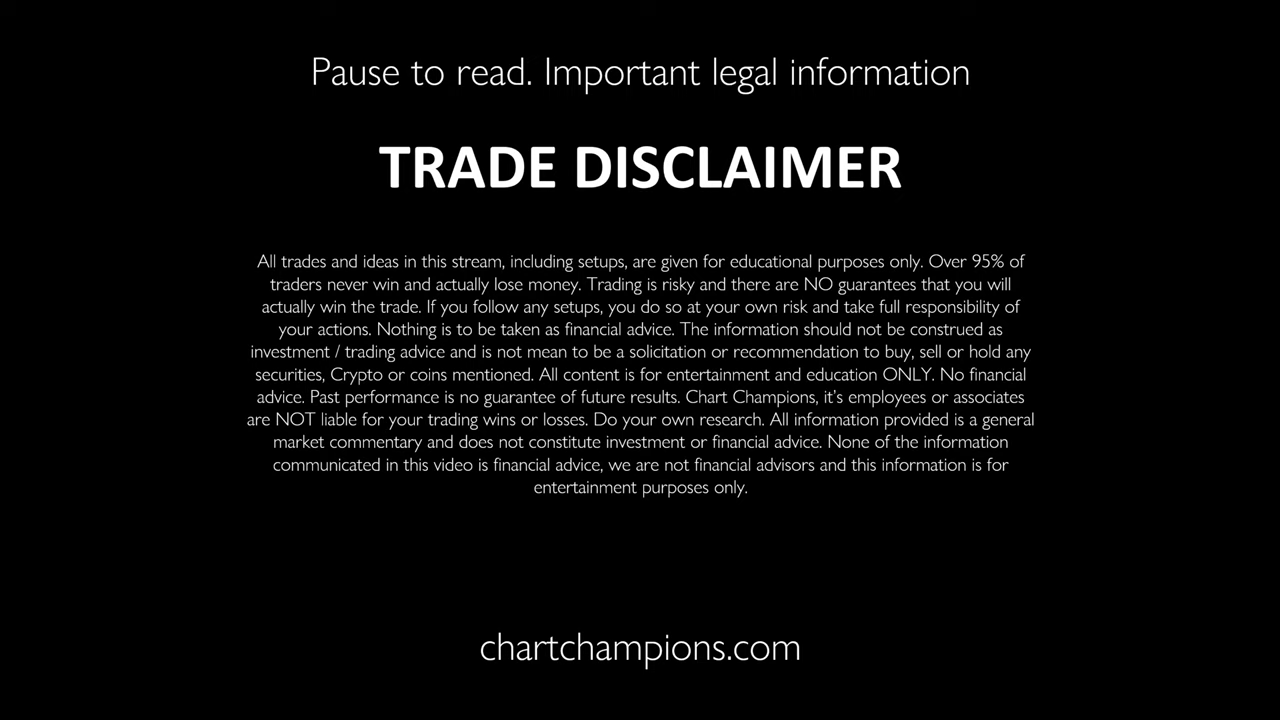 Pause to read. Important legal information
TRADE DISCLAIMER
All trades and ideas in this stream, including setups, are given for educational purposes only. Over 95% of
traders never win and actually lose money. Trading is risky and there are NO guarantees that you will
actually win the trade. If you follow any setups, you do so at your own risk and take full responsibility of
your actions. Nothing is to be taken as financial advice. The information should not be construed as
investment / trading advice and is not mean to be a solicitation or recommendation to buy, sell or hold any
securities, Crypto or coins mentioned. All content is for entertainment and education ONLY. No financial
advice. Past performance is no guarantee of future results. Chart Champions, it's employees or associates
are NOT liable for your trading wins or losses. Do your own research. All information provided is a general
market commentary and does not constitute investment or financial advice. None of the information
communicated in this video is financial advice, we are not financial advisors and this information is for
entertainment purposes only.
chartchampions.com